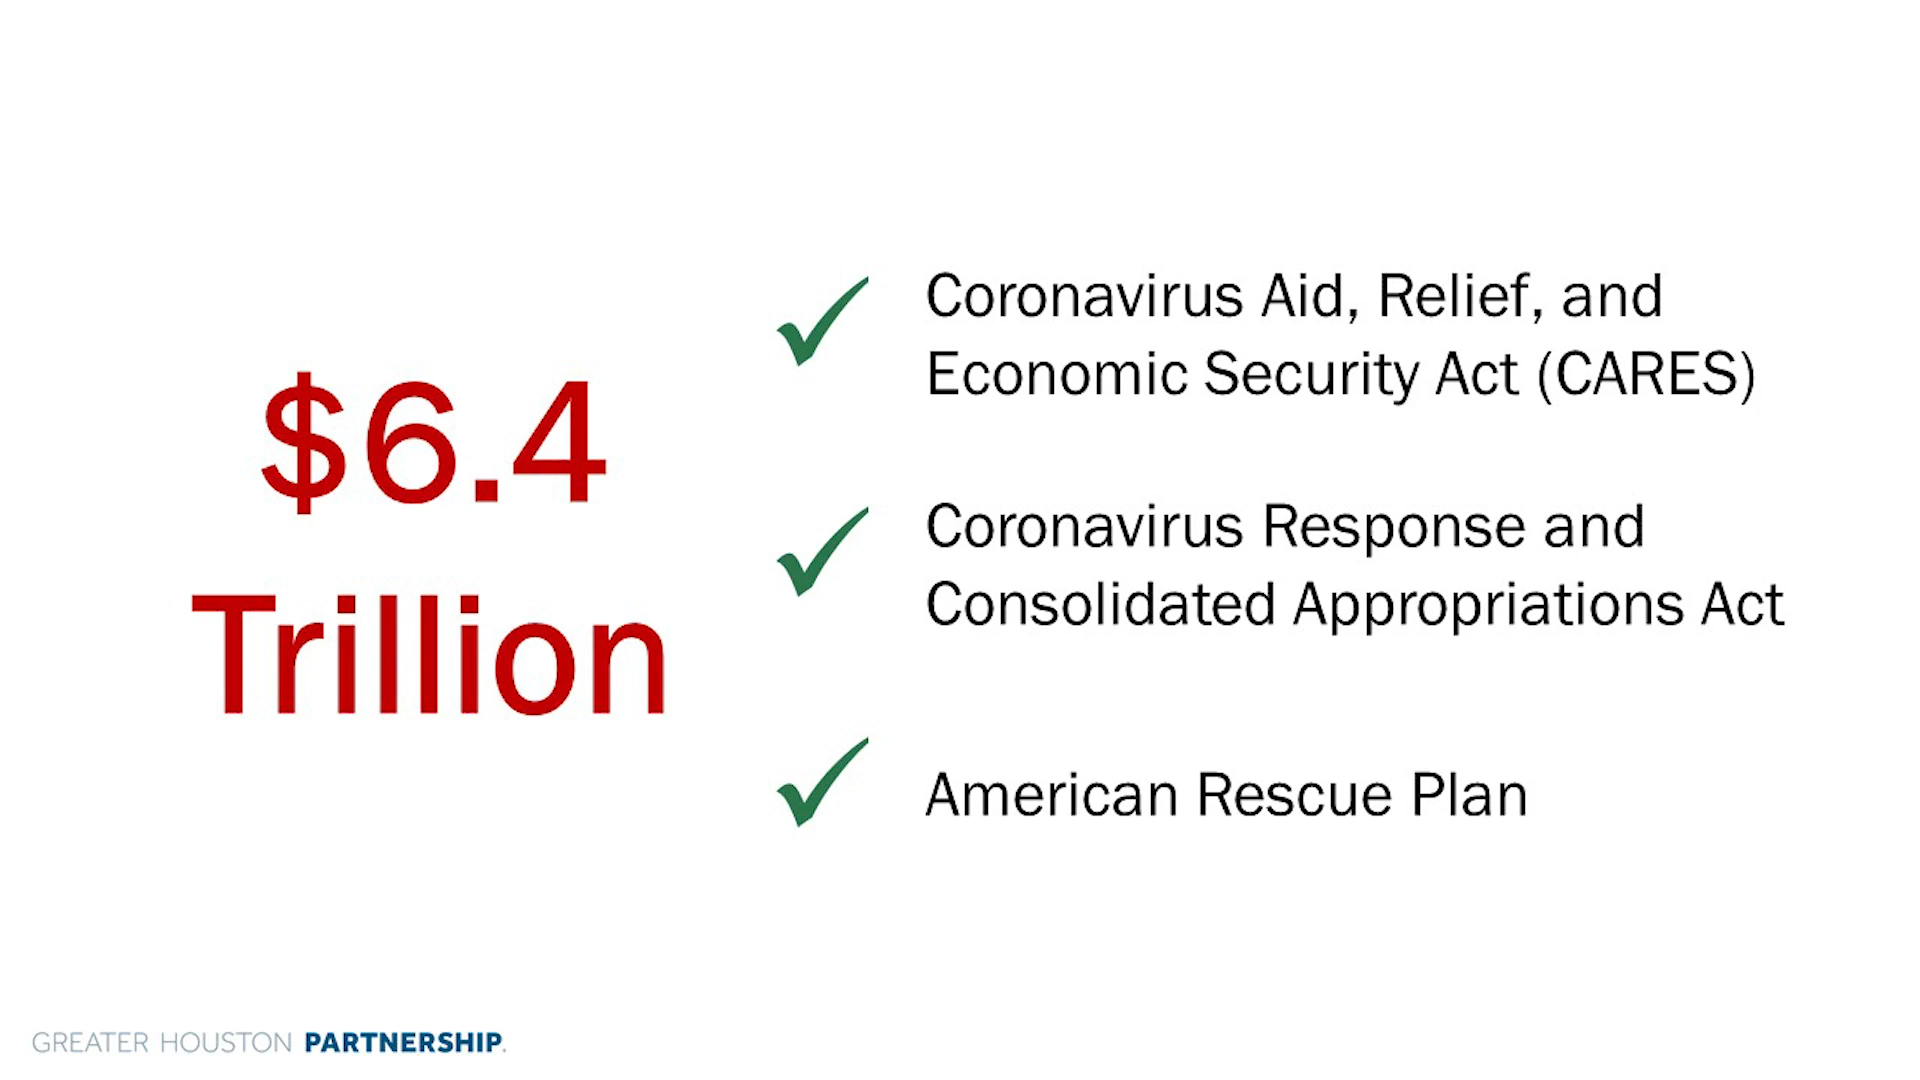 $6.4
Trillion
Coronavirus Aid, Relief, and
Economic Security Act (CARES)
Coronavirus Response and
Consolidated Appropriations Act
American Rescue Plan
GREATER HOUSTON PARTNERSHIP.